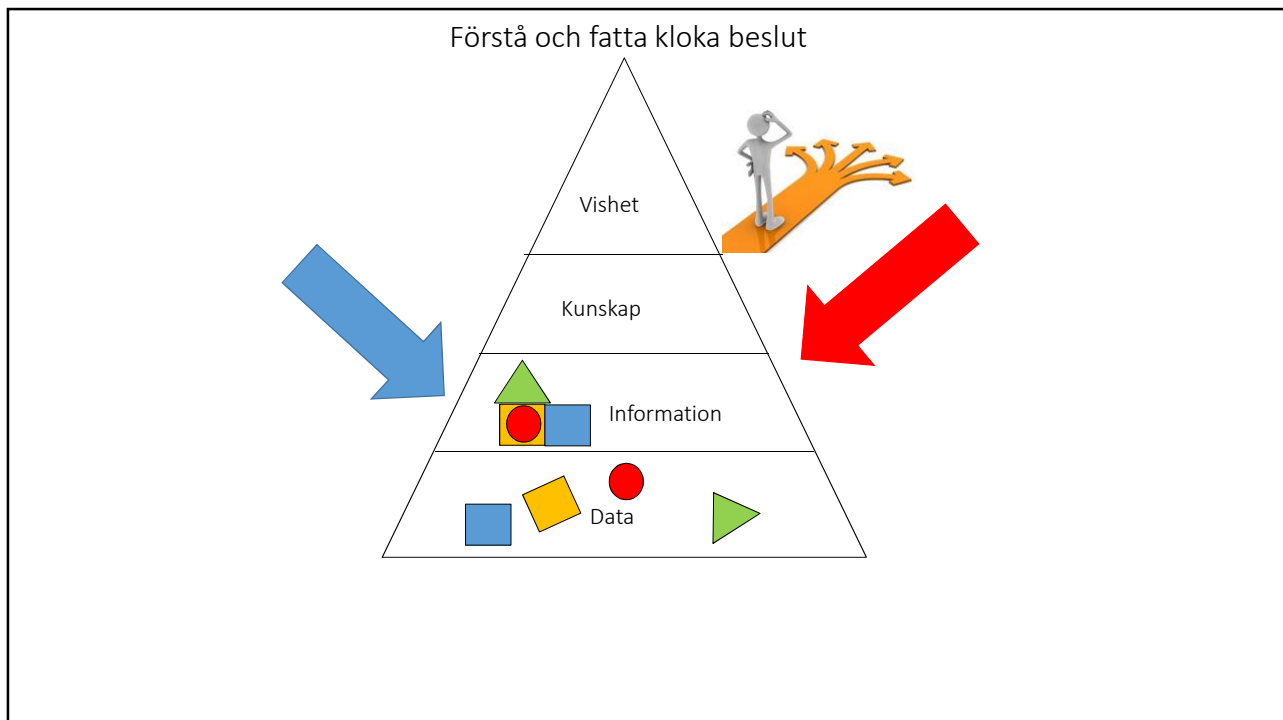 Förstå och fatta kloka beslut
Vishet
Kunskap
Information
Data